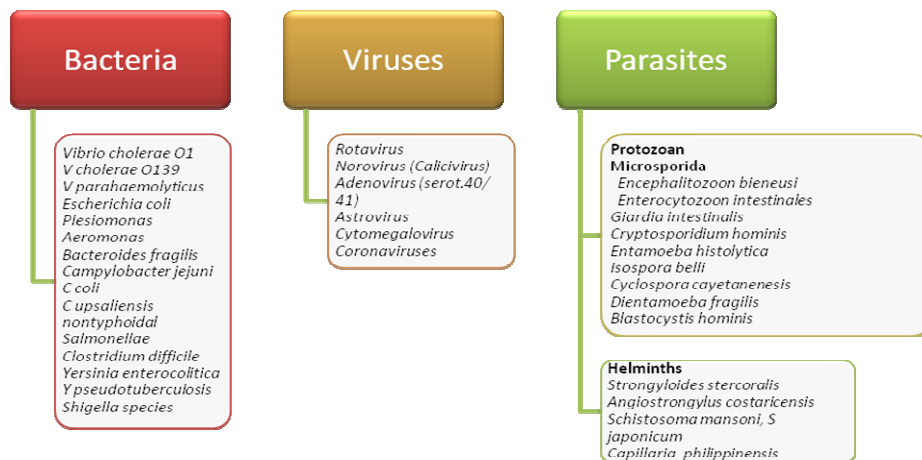 Bacteria
Vibrio cholerae O1
V cholerae O139
V parahaemolyticus
Escherichia coli
Plesiomonas
Aeromonas
Bacteroides fragilis
Campylobacter jejuni
C coli
C upsaliensis
nontyphoidal
Salmonellae
Clostridium difficile
Yersinia enterocolitica
Y pseudotuberculosis
Shigella species
Viruses
Rotavirus
Norovirus (Calicivirus)
Adenovirus (serot.40/
41)
Astrovirus
Cytomegalovirus
Coronaviruses
Parasites
Protozoan
Microsporida
Encephalitozoon bieneusi
Enterocytozoon intestinales
Giardia intestinalis
Cryptosporidium hominis
Entamoeba histolytica
Isospora belli
Cyclospora cayetanenesis
Dientamoeba fragilis
Blastocystis hominis
Helminths
Strongyloides stercoralis
Angiostrongylus costaricensis
Schistosoma mansoni, S
japonicum
Capillaria philippinensis